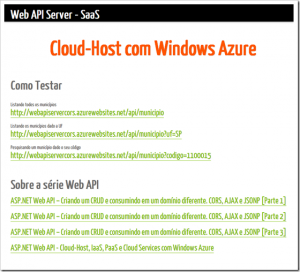 Web API Server - SaaS
Cloud-Host com Windows Azure
Como Testar
Listando todos os municípios
http://webapiservercors.azurewebsites.net/api/municipio
Listando os municípios dado a UF
http://webapiservercors.azurewebsites.net/api/municipio?uf=SP
Pesquisando um município dado o seu código
http://webapiservercors.azurewebsites.net/api/municipio?codigo=1100015
Sobre a série Web API
ASP.NET Web API – Criando um CRUD e consumindo em um domínio diferente. CORS, AJAX e JSONP [Parte 1]
ASP.NET Web API – Criando um CRUD e consumindo em um domínio diferente. CORS, AJAX e JSONP [Parte 2]
ASP.NET Web API – Criando um CRUD e consumindo em um domínio diferente. CORS, AJAX e JSONP [Parte 3]
ASP.NET Web API - Cloud-Host, IaaS, PaaS e Cloud Services com Windows Azure